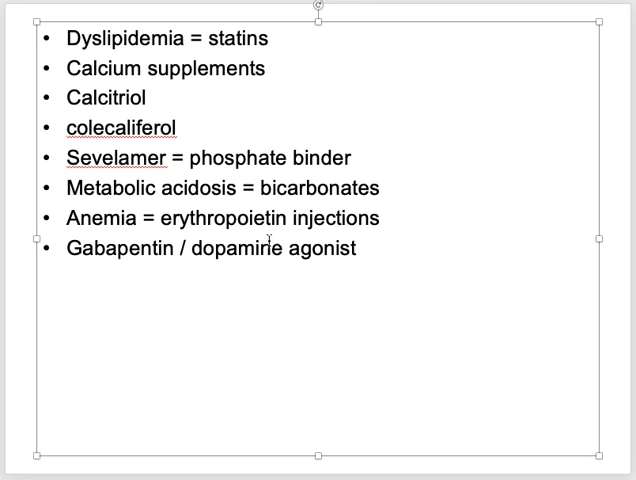 • Dyslipidemia = statins
• Calcium supplements
• Calcitriol
• colecaliferol
• Sevelamer = phosphate binder
• Metabolic acidosis = bicarbonates
• Anemia = erythropoietin injections
• Gabapentin / dopamine agonist